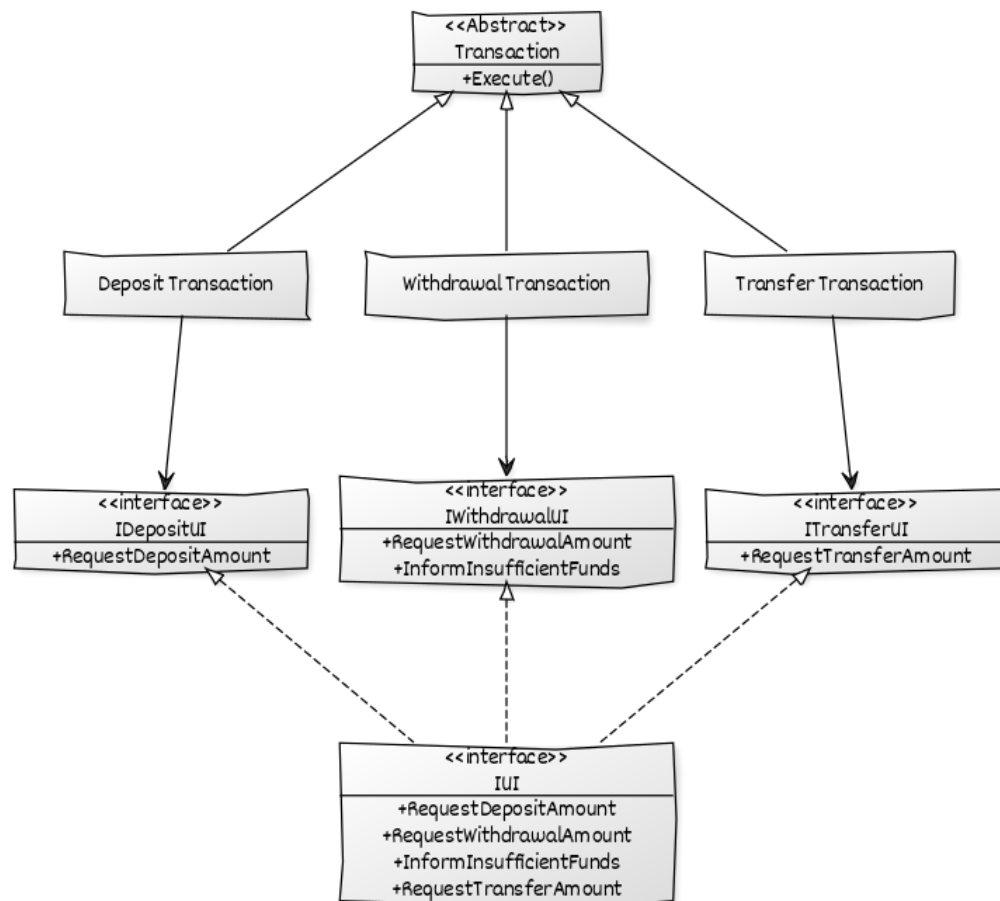 <<Abstract>>
Transaction
+Execute()
Deposit Transaction
Withdrawal Transaction
Transfer Transaction
<<interface>>
IDepositUI
+RequestDepositAmount
<<interface>>
IWithdrawalUI
+RequestWithdrawalAmount
+InformInsufficientFunds
<<interface>>
ITransferUI
+RequestTransferAmount
<<interface>>
IUI
+RequestDepositAmount
+RequestWithdrawalAmount
+InformInsufficientFunds
+RequestTransferAmount